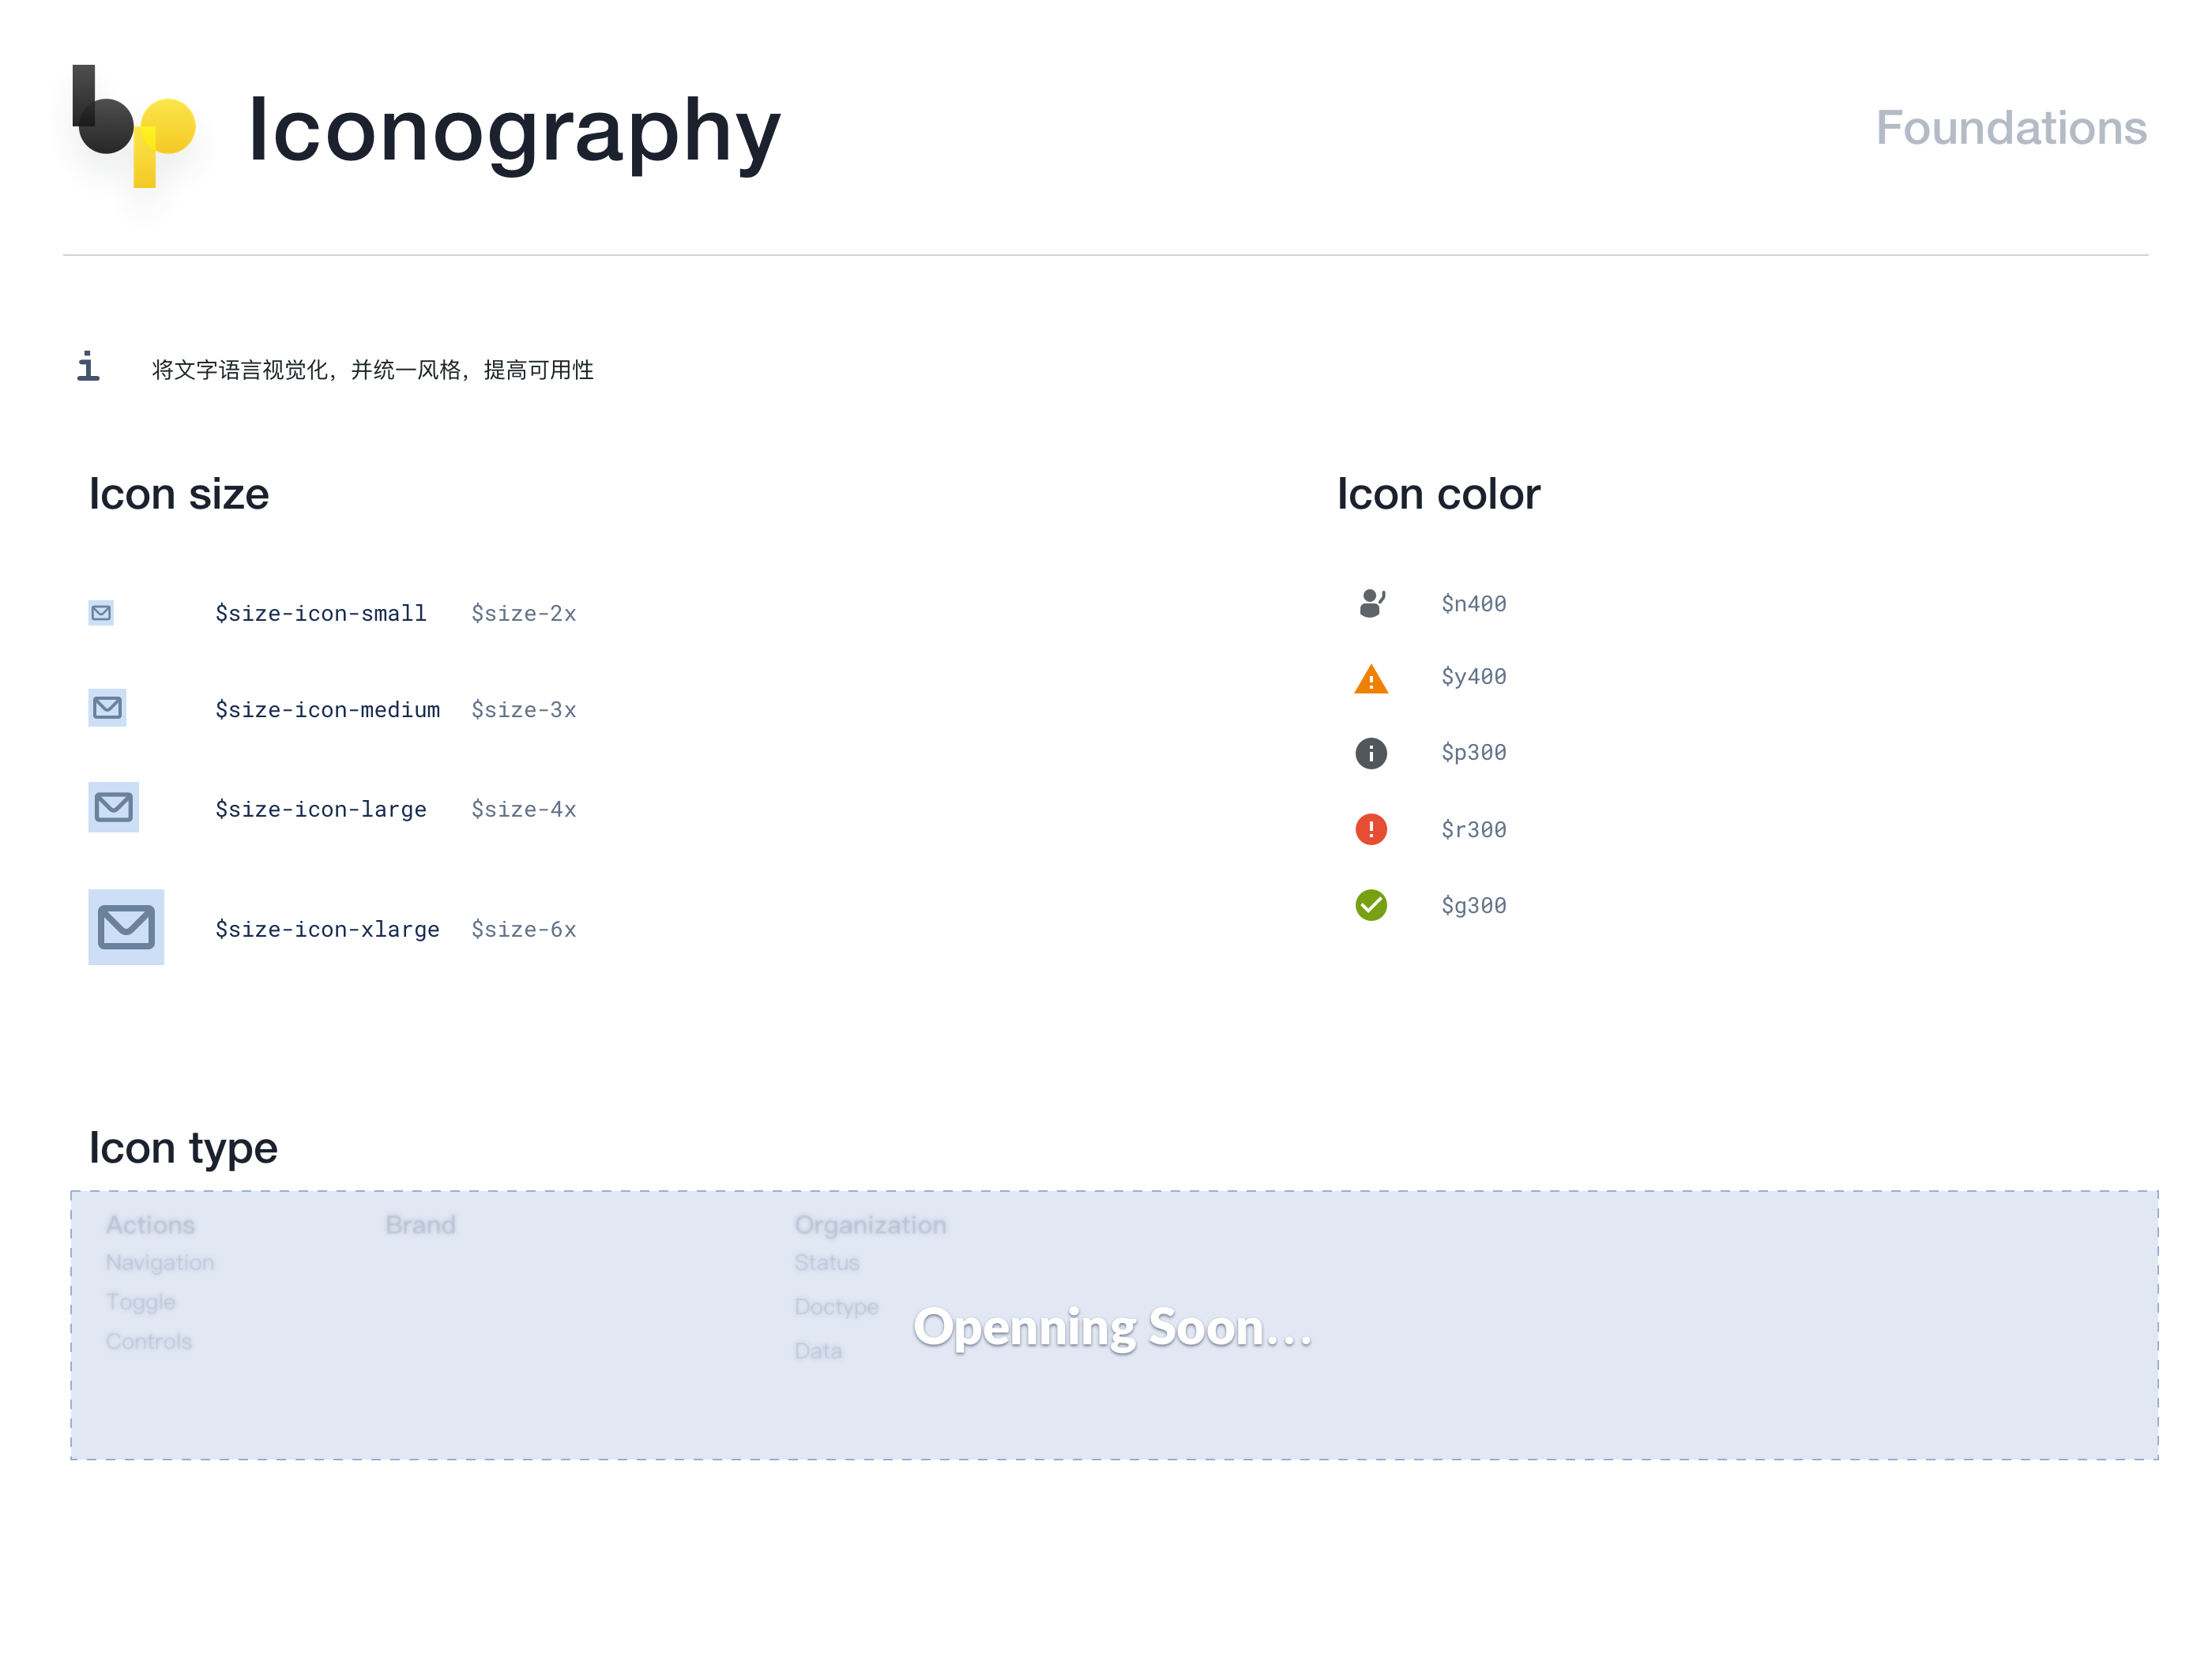 bp
Iconography
Foundations
i 将文字语言视觉化，并统一风格，提高可用性
Icon size
$size-icon-small $size-2x
$size-icon-medium $size-3x
$size-icon-large $size-4x
$size-icon-xlarge $size-6x
Icon color
$n400
$y400
$p300
$r300
$g300
Icon type
Actions
Navigation
Toggle
Controls
Brand
Organization
Status
Doctype
Data
Openning Soon...